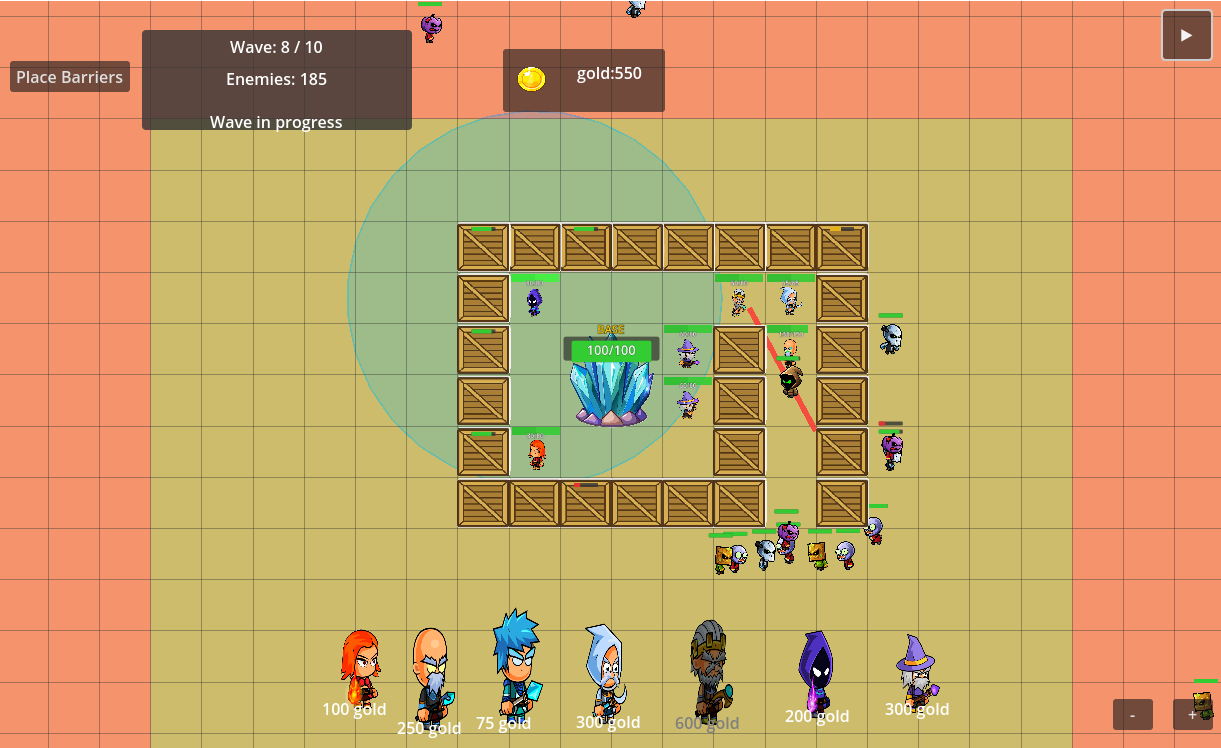 Wave: 8 / 10
Place Barriers
Enemies: 185
gold:550
Wave in progress
BASE
100/100
100 gold
250 gold
75 gold
300 gold
600 gold
200 gold
300 gold
-
+